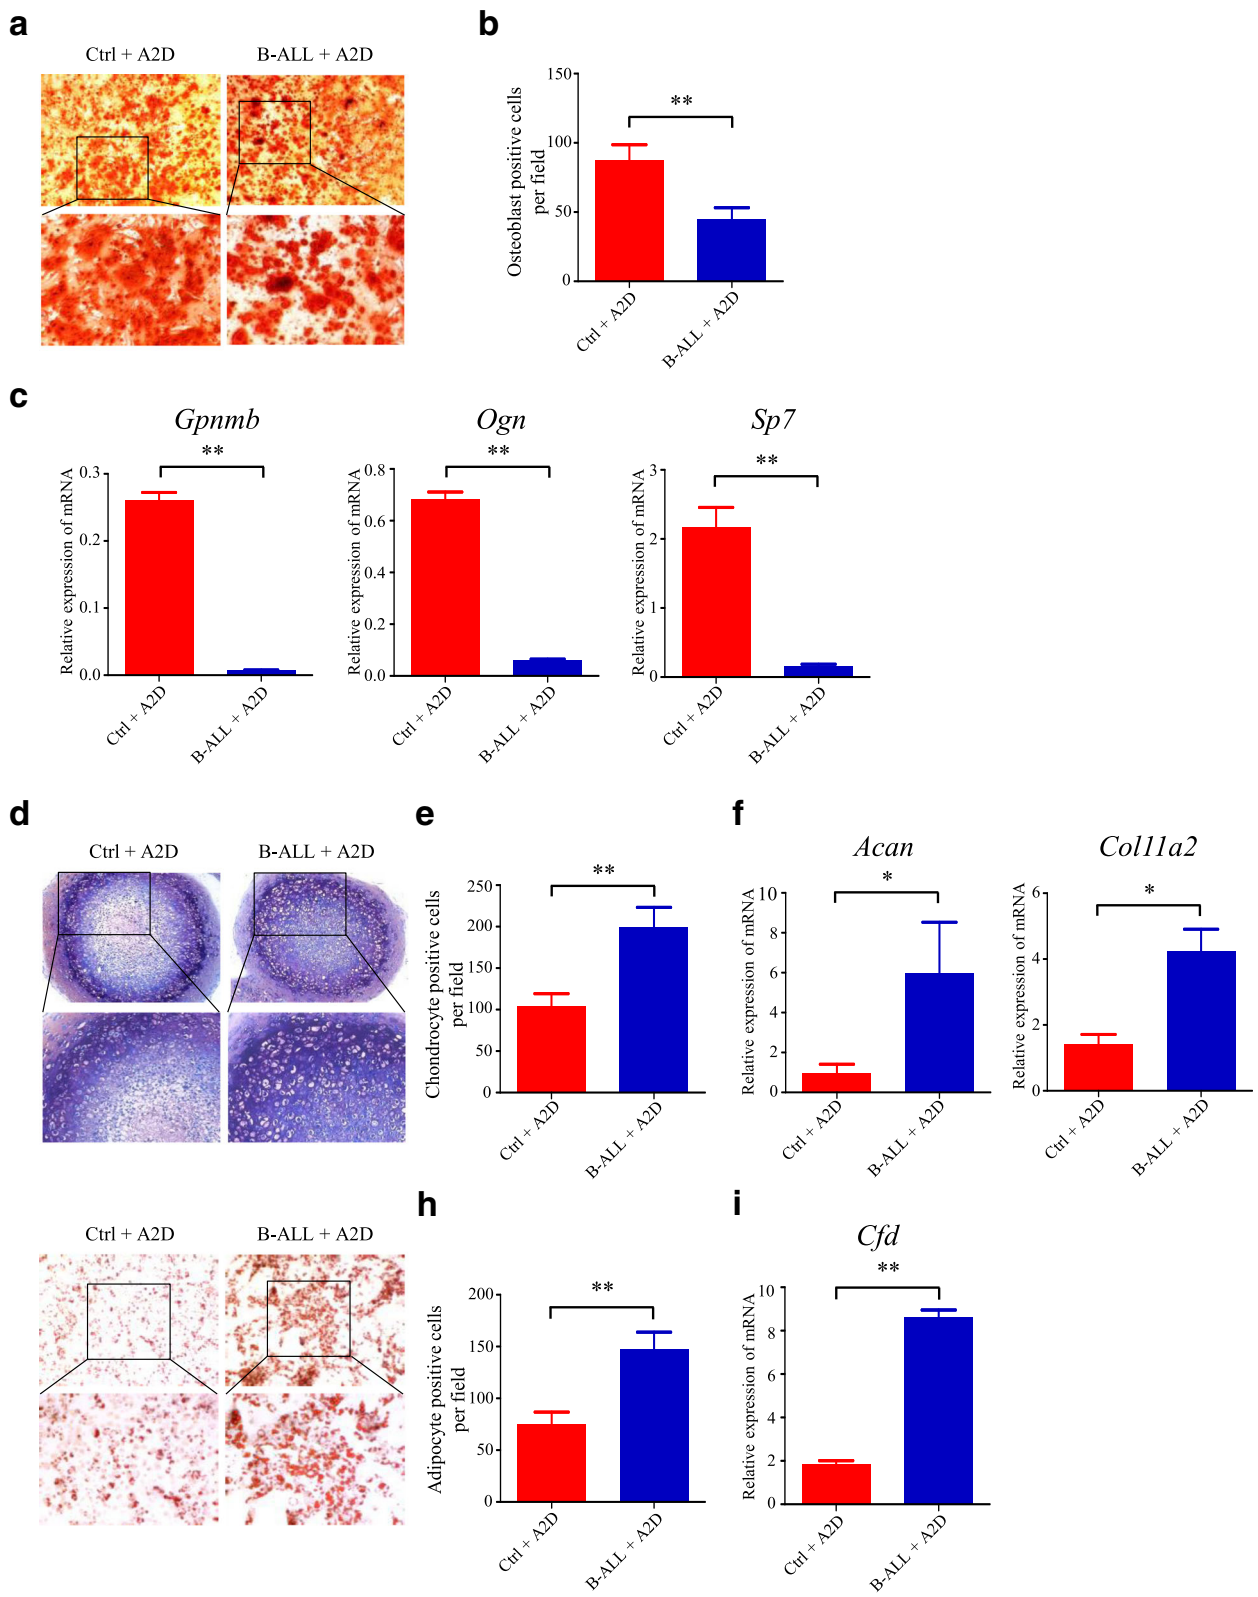 a
Ctrl + A2D
B-ALL + A2D
b
Osteoblast positive cells
per field
150
100
50
0
**
Ctrl + A2D
B-ALL + A2D
c
Gpnmb
**
Relative expression of mRNA
0.3
0.2
0.1
0.0
Ctrl + A2D
B-ALL + A2D
Ogn
**
Relative expression of mRNA
0.8
0.6
0.4
0.2
0.0
Ctrl + A2D
B-ALL + A2D
Sp7
**
Relative expression of mRNA
3
2
1
0
Ctrl + A2D
B-ALL + A2D
d
Ctrl + A2D
B-ALL + A2D
e
Chondrocyte positive cells
per field
250
200
150
100
50
0
**
Ctrl + A2D
B-ALL + A2D
f
Acan
*
Relative expression of mRNA
10
8
6
4
2
0
Ctrl + A2D
B-ALL + A2D
Col11a2
*
Relative expression of mRNA
6
4
2
0
Ctrl + A2D
B-ALL + A2D
Ctrl + A2D
B-ALL + A2D
h
Adipocyte positive cells
per field
200
150
100
50
0
**
Ctrl + A2D
B-ALL + A2D
i
Cfd
**
Relative expression of mRNA
10
8
6
4
2
0
Ctrl + A2D
B-ALL + A2D